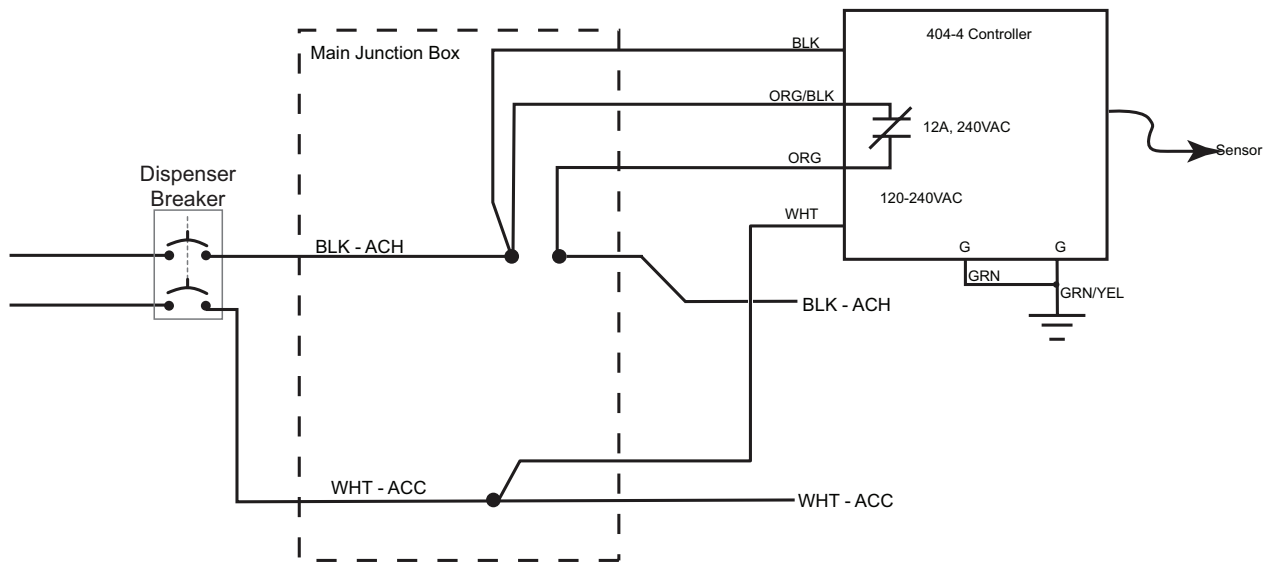 404-4 Controller
BLK
Main Junction Box
ORG/BLK
12A, 240VAC
Sensor
ORG
Dispenser
Breaker
120-240VAC
WHT
BLK - ACH
G
G
GRN
GRN/YEL
BLK - ACH
WHT - ACC
WHT - ACC